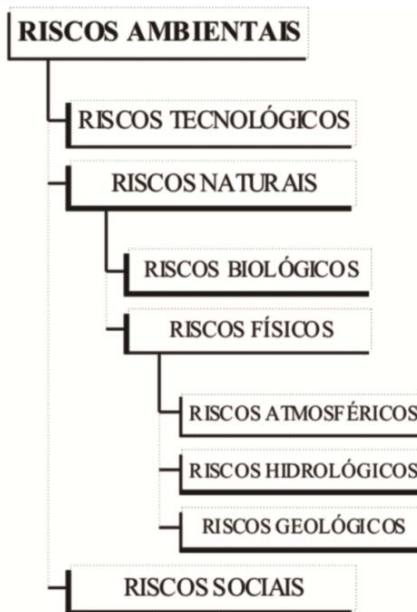 RISCOS AMBIENTAIS
RISCOS TECNOLÓGICOS
RISCOS NATURAIS
RISCOS BIOLÓGICOS
RISCOS FÍSICOS
RISCOS ATMOSFÉRICOS
RISCOS HIDROLÓGICOS
RISCOS GEOLÓGICOS
RISCOS SOCIAIS